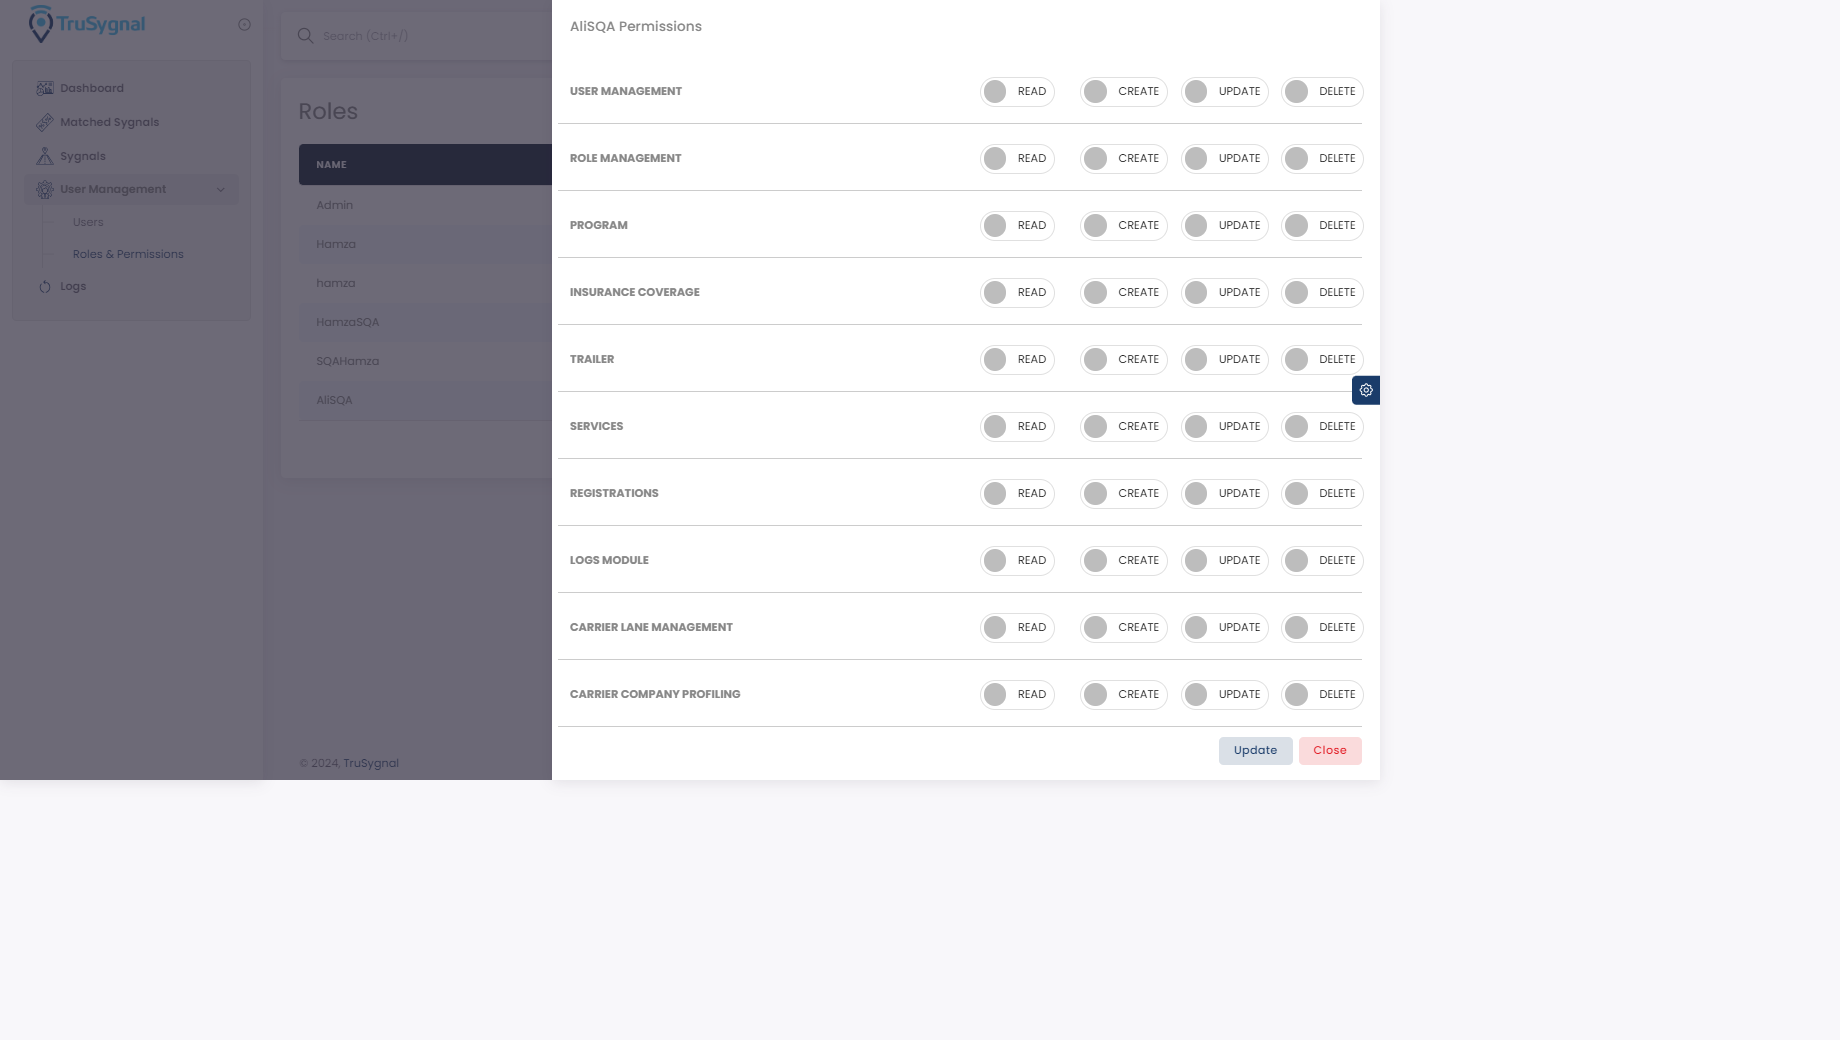 TruSygnal
Search (Ctrl+/)
Dashboard
Matched Sygnals
Sygnals
User Management
Users
Roles & Permissions
Logs
Roles
NAME
Admin
Hamza
hamza
HamzaSQA
SQAHamza
AliSQA
© 2024, TruSygnal
AliSQA Permissions
USER MANAGEMENT READ CREATE UPDATE DELETE
ROLE MANAGEMENT READ CREATE UPDATE DELETE
PROGRAM READ CREATE UPDATE DELETE
INSURANCE COVERAGE READ CREATE UPDATE DELETE
TRAILER READ CREATE UPDATE DELETE
SERVICES READ CREATE UPDATE DELETE
REGISTRATIONS READ CREATE UPDATE DELETE
LOGS MODULE READ CREATE UPDATE DELETE
CARRIER LANE MANAGEMENT READ CREATE UPDATE DELETE
CARRIER COMPANY PROFILING READ CREATE UPDATE DELETE
Update Close